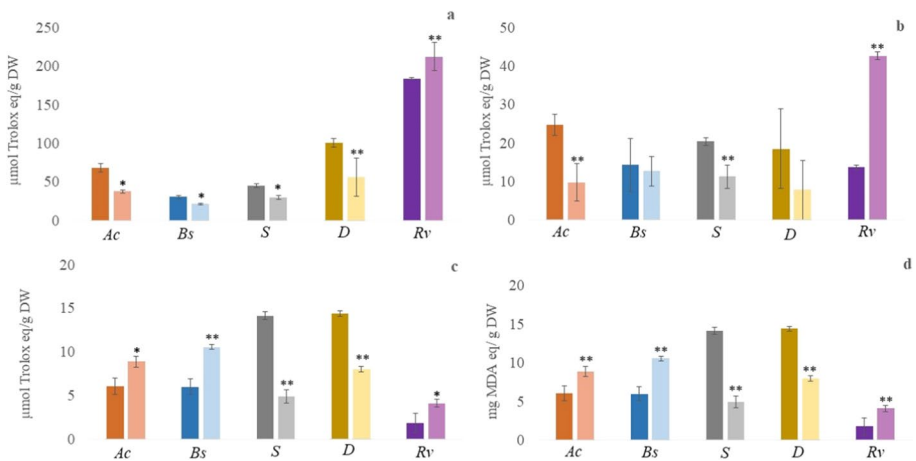 a
μmol Trolox eq/g DW
250
200
150
100
50
0
* * * ** **
Ac Bs S D Rv
b
μmol Trolox eq/g DW
50
40
30
20
10
0
** ** **
Ac Bs S D Rv
c
μmol Trolox eq/g DW
20
15
10
5
0
* ** ** ** *
Ac Bs S D Rv
d
mg MDA eq/ g DW
20
15
10
5
0
** ** ** ** **
Ac Bs S D Rv